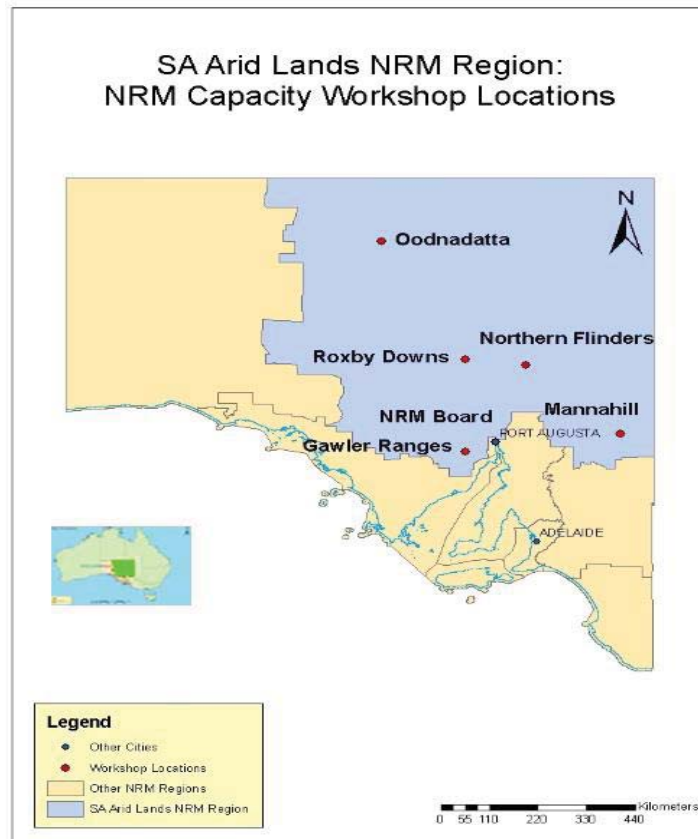 SA Arid Lands NRM Region:
NRM Capacity Workshop Locations
N
Oodnadatta
Northern Flinders
Roxby Downs
NRM Board
Mannahill
PORT AUGUSTA
Gawler Ranges
ADELAIDE
Legend
Other Cities
Workshop Locations
Other NRM Regions
SA Arid Lands NRM Region
Kilometers
0 55 110 220 330 440